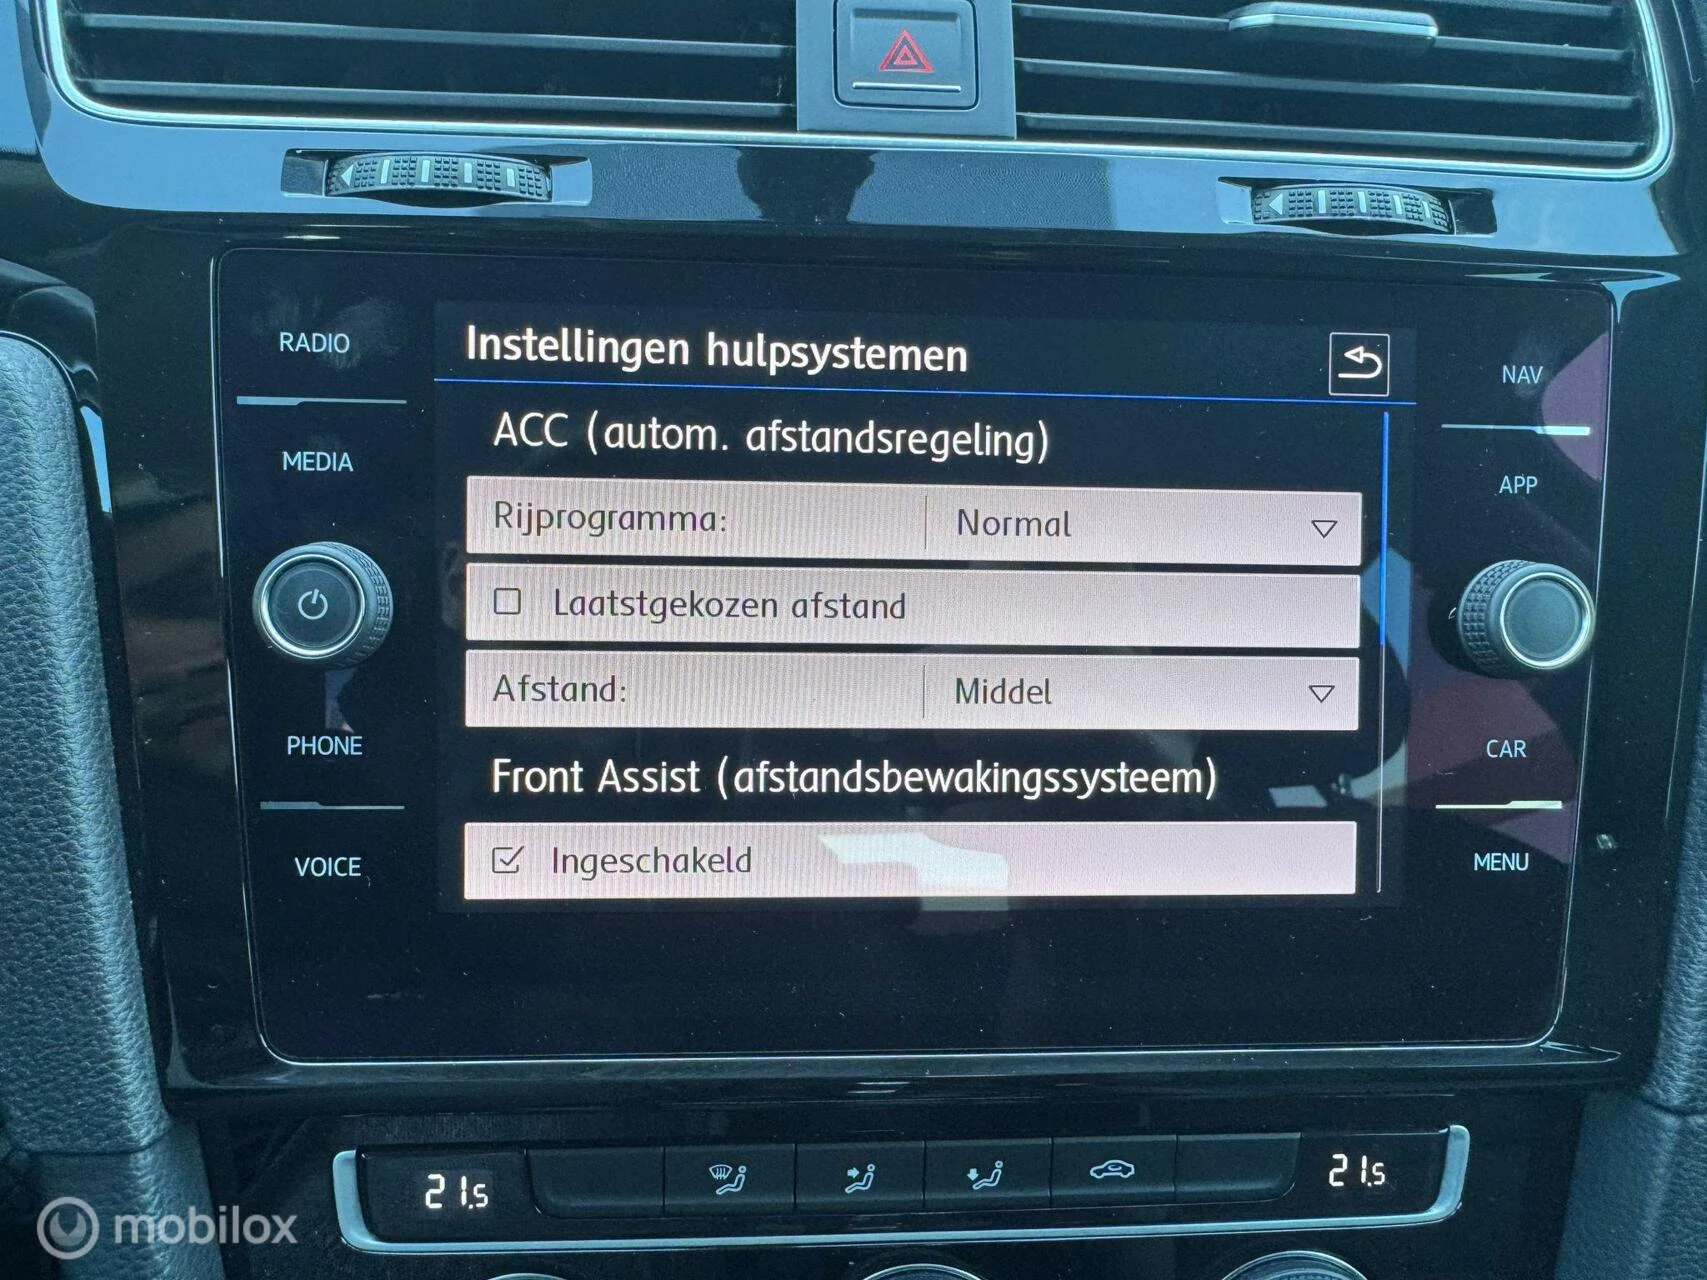 RADIO
MEDIA
PHONE
VOICE
Instellingen hulpsystemen
ACC (autom. afstandsregeling)
Rijprogramma: Normal
Laatstgekozen afstand
Afstand: Middel
Front Assist (afstandsbewakingssysteem)
Ingeschakeld
NAV
APP
CAR
MENU
21.5
21.5
mobilox